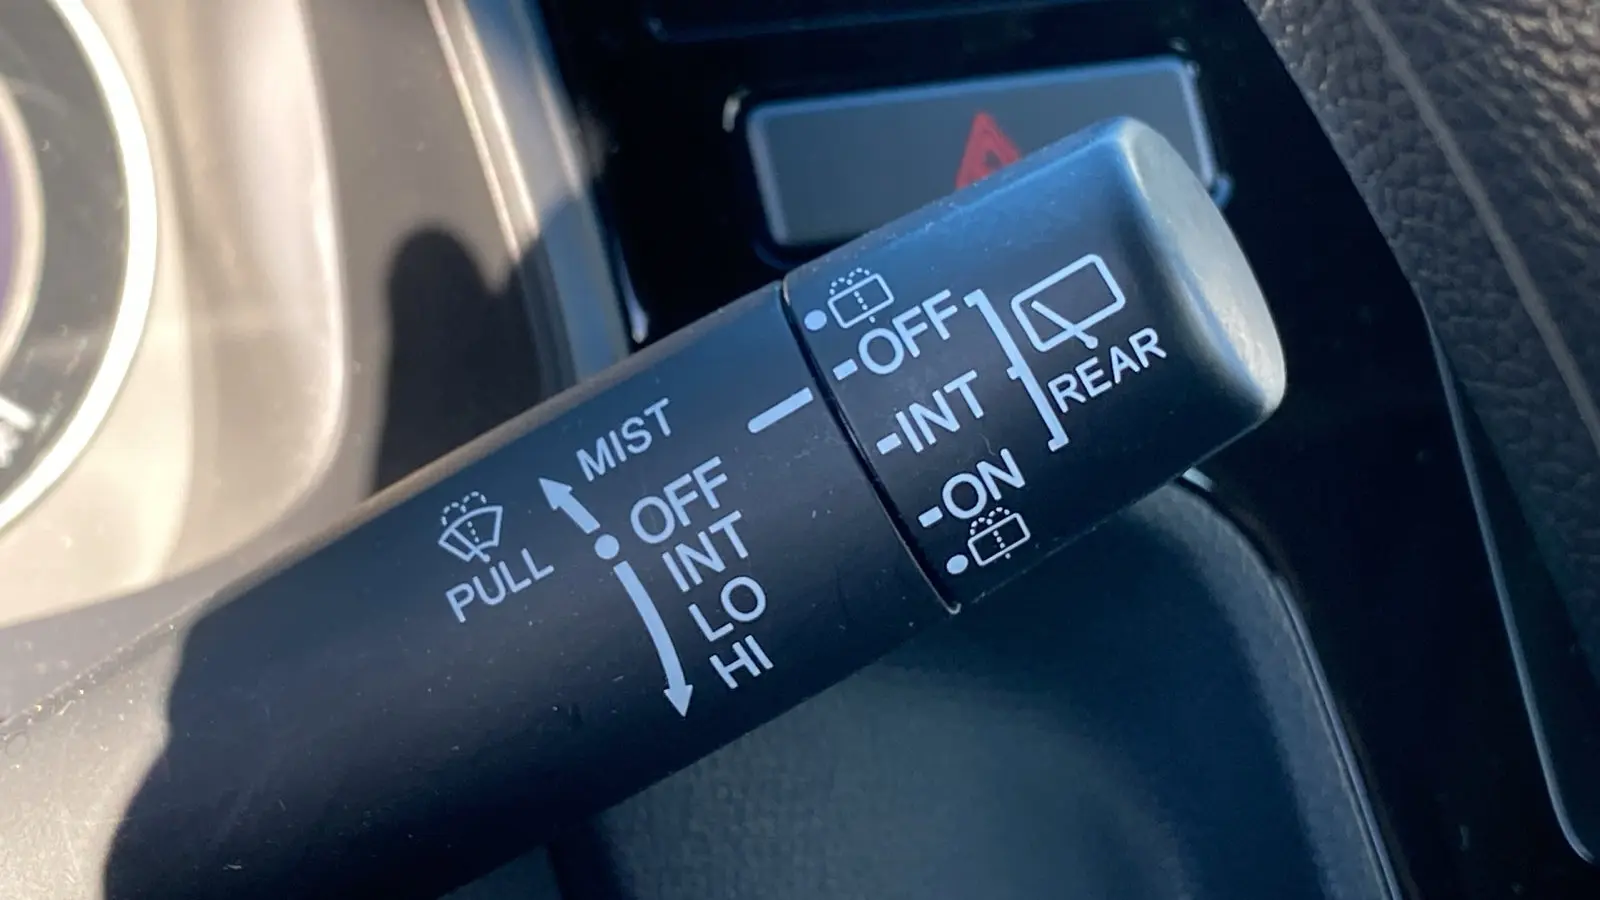 MIST
OFF
INT
LO
HI
PULL
-OFF
-INT
-ON
REAR